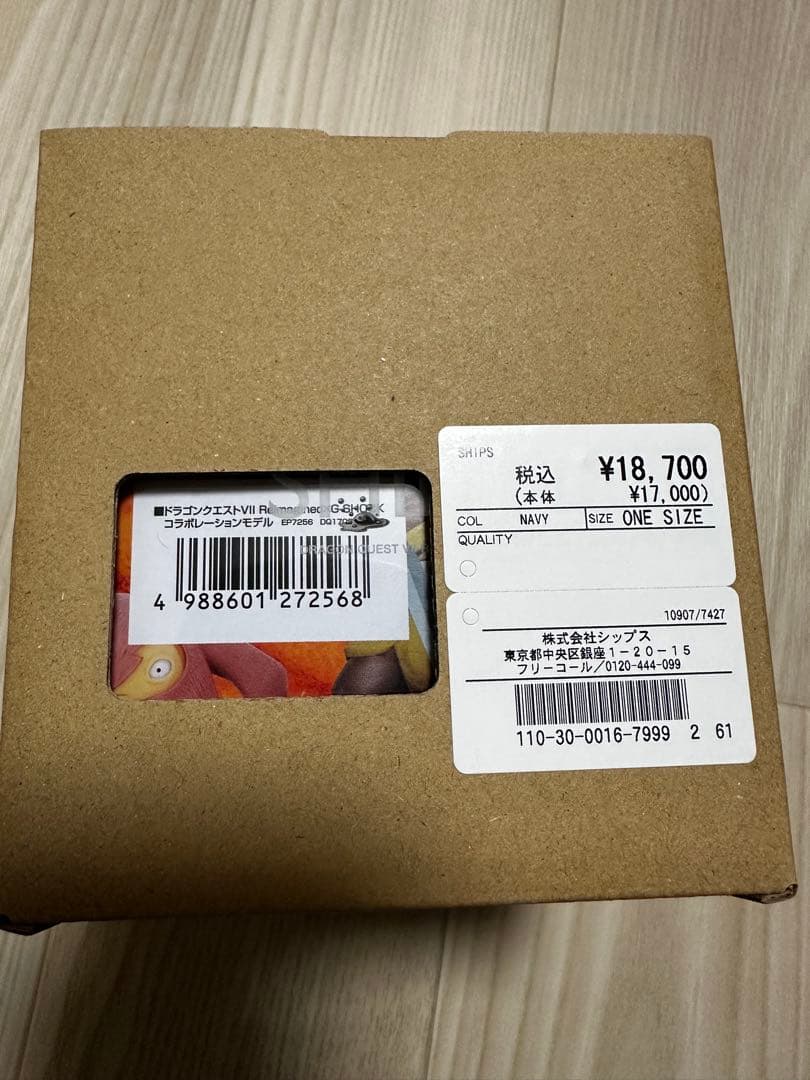 ■ドラゴンクエストVII ReimaginedXG-SHOCK
コラボレーションモデル EP7256
DRAGON QUEST VII
4 988601 272568
SHIPS
税込 ¥18,700
(本体 ¥17,000)
COL NAVY SIZE ONE SIZE
QUALITY
10907/7427
株式会社シップス
東京都中央区銀座1-20-15
フリーコール/0120-444-099
110-30-0016-7999 2 61